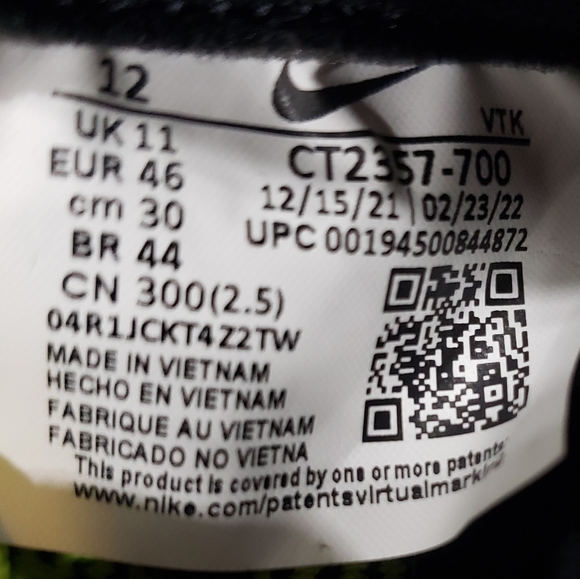 12
VTK
UK 11
CT2357-700
EUR 46
12/15/21 02/23/22
cm 30
UPC 00194500844872
BR 44
CN 300(2.5)
04R1JCKT4Z2TW
MADE IN VIETNAM
HECHO EN VIETNAM
FABRIQUE AU VIETNAM
FABRICADO NO VIETNA
This product is covered by one or more patents
www.nike.com/patentsvirtualmarkin